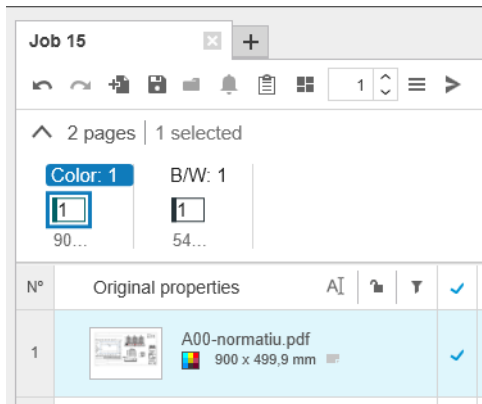 Job 15
1
2 pages 1 selected
Color: 1 B/W: 1
1 1
90... 54...
Nº Original properties
1 A00-normatiu.pdf
900 x 499,9 mm